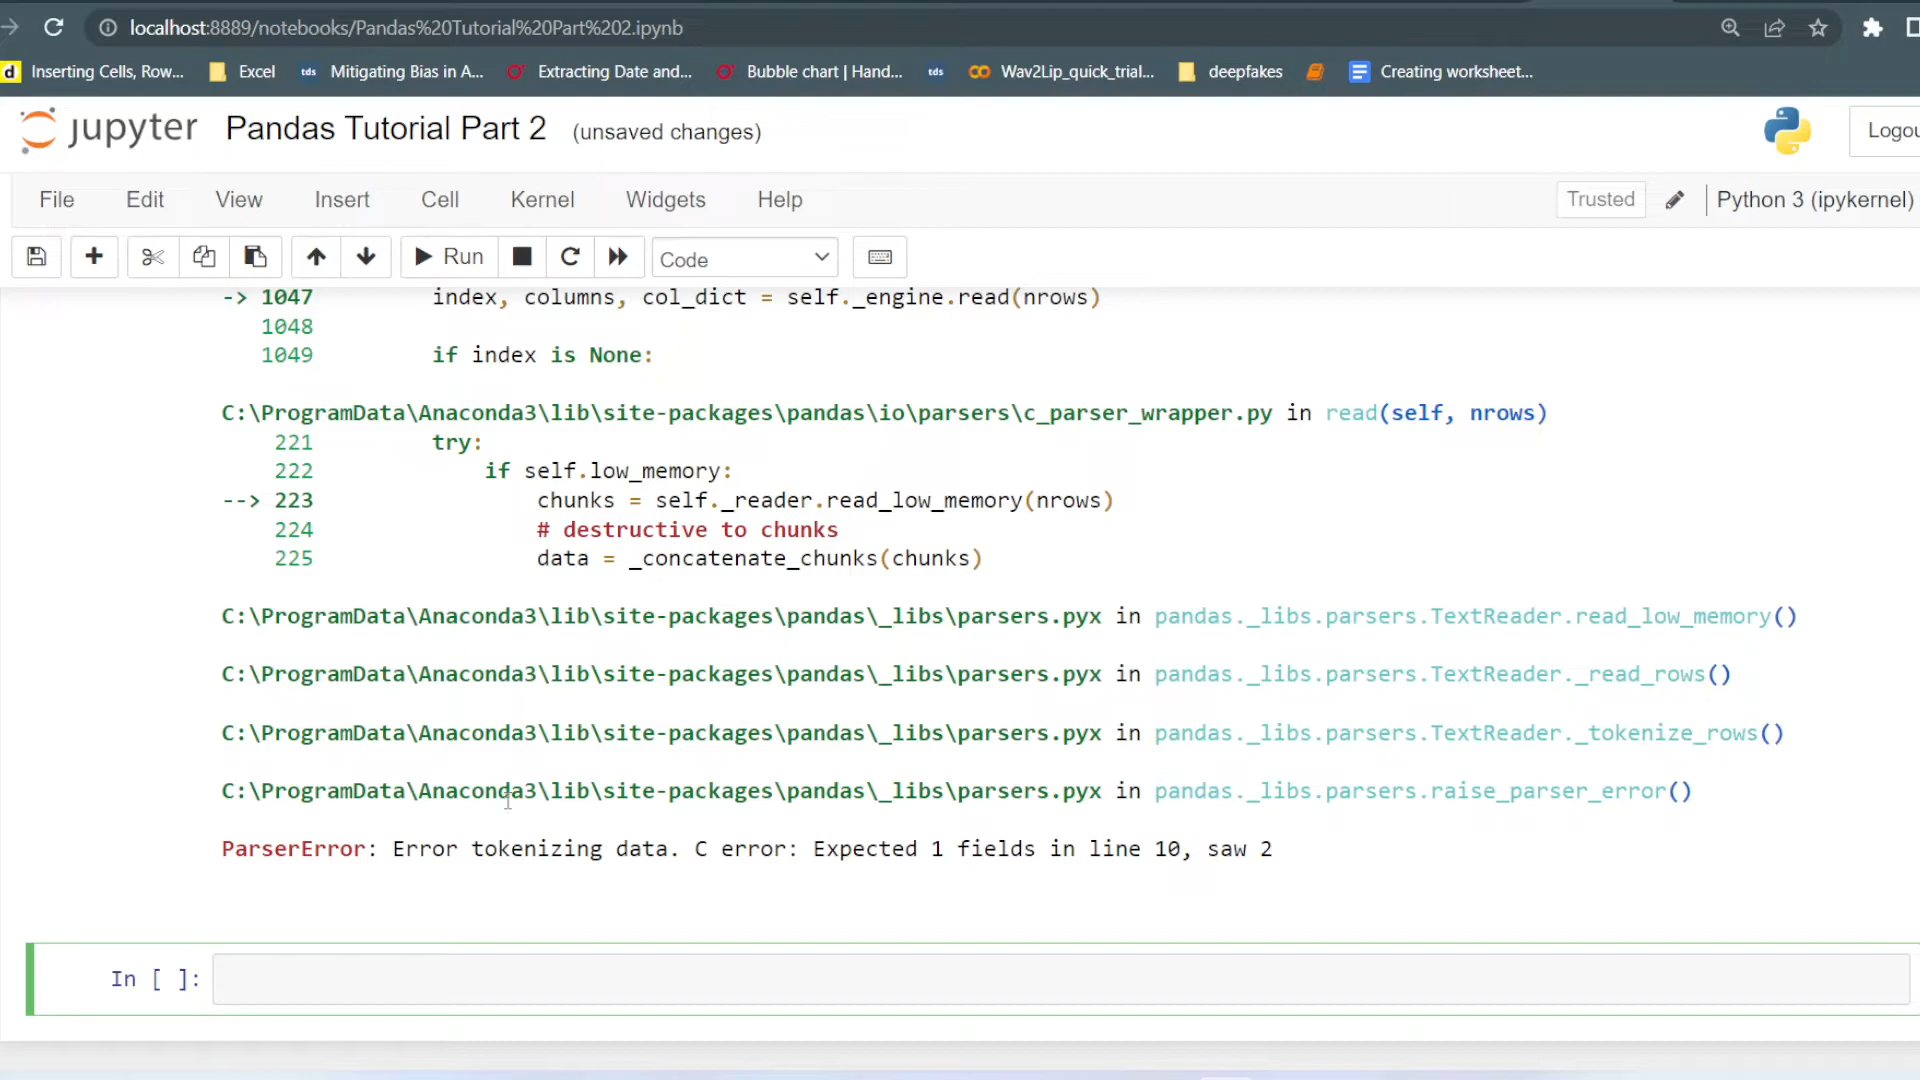 localhost:8889/notebooks/Pandas%20Tutorial%20Part%202.ipynb
d Inserting Cells, Row... Excel tds Mitigating Bias in A... Extracting Date and... Bubble chart | Hand... tds Wav2Lip_quick_trial... deepfakes Creating worksheet...
jupyter Pandas Tutorial Part 2 (unsaved changes) Logou
File Edit View Insert Cell Kernel Widgets Help Trusted Python 3 (ipykernel)
Run Code
-> 1047 index, columns, col_dict = self._engine.read(nrows)
1048
1049 if index is None:
C:\ProgramData\Anaconda3\lib\site-packages\pandas\io\parsers\c_parser_wrapper.py in read(self, nrows)
221 try:
222 if self.low_memory:
--> 223 chunks = self._reader.read_low_memory(nrows)
224 # destructive to chunks
225 data = _concatenate_chunks(chunks)
C:\ProgramData\Anaconda3\lib\site-packages\pandas\_libs\parsers.pyx in pandas._libs.parsers.TextReader.read_low_memory()
C:\ProgramData\Anaconda3\lib\site-packages\pandas\_libs\parsers.pyx in pandas._libs.parsers.TextReader._read_rows()
C:\ProgramData\Anaconda3\lib\site-packages\pandas\_libs\parsers.pyx in pandas._libs.parsers.TextReader._tokenize_rows()
C:\ProgramData\Anaconda3\lib\site-packages\pandas\_libs\parsers.pyx in pandas._libs.parsers.raise_parser_error()
ParserError: Error tokenizing data. C error: Expected 1 fields in line 10, saw 2
In [ ]: